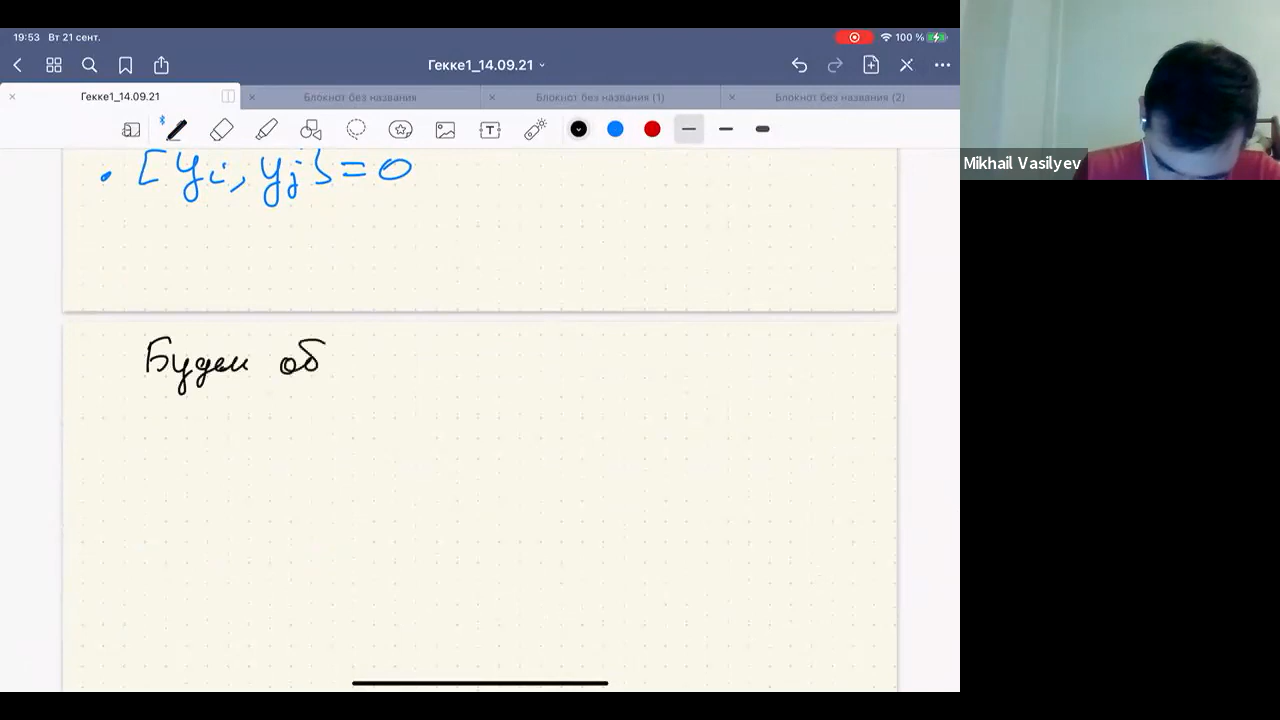 19:53 Вт 21 сент. 100 %
Гекке1_14.09.21
Гекке1_14.09.21 Блокнот без названия Блокнот без названия (1) Блокнот без названия (2)
• [yi, yj] = 0
Будем об
Mikhail Vasilyev